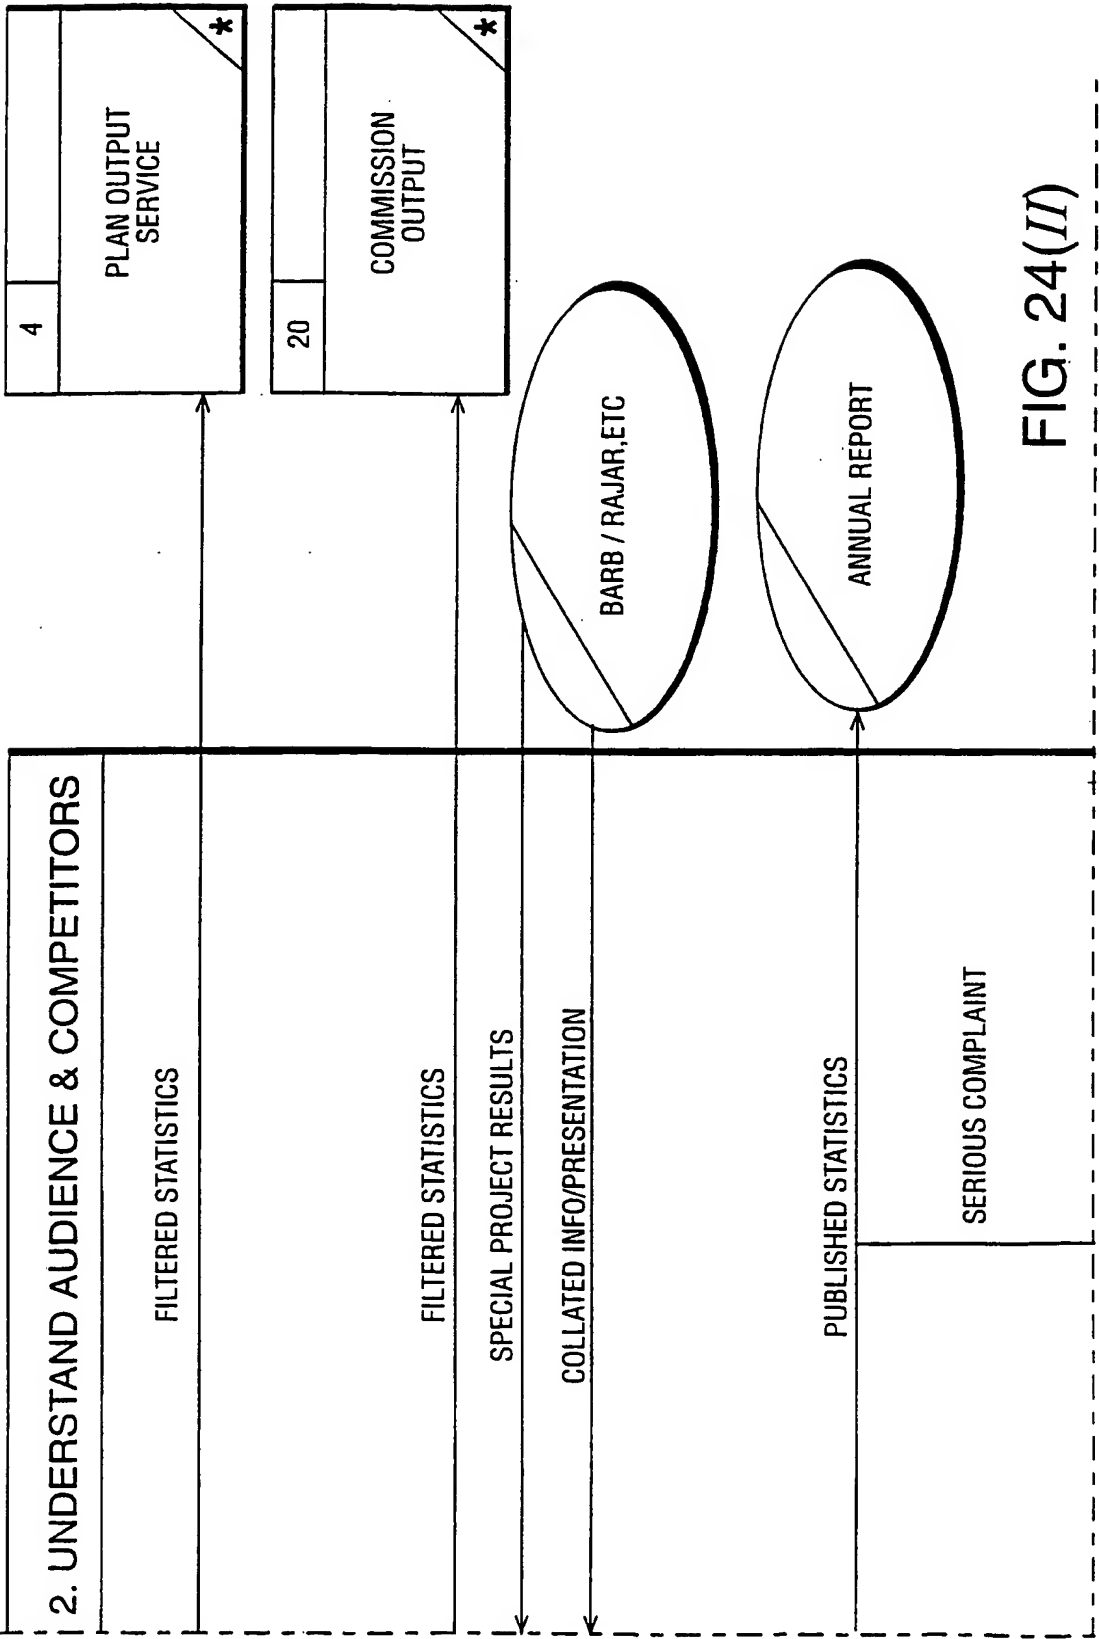 2. UNDERSTAND AUDIENCE & COMPETITORS
FILTERED STATISTICS
4
PLAN OUTPUT
SERVICE
*
FILTERED STATISTICS
20
COMMISSION
OUTPUT
*
SPECIAL PROJECT RESULTS
COLLATED INFO/PRESENTATION
BARB / RAJAR,ETC
PUBLISHED STATISTICS
ANNUAL REPORT
SERIOUS COMPLAINT
FIG. 24(II)